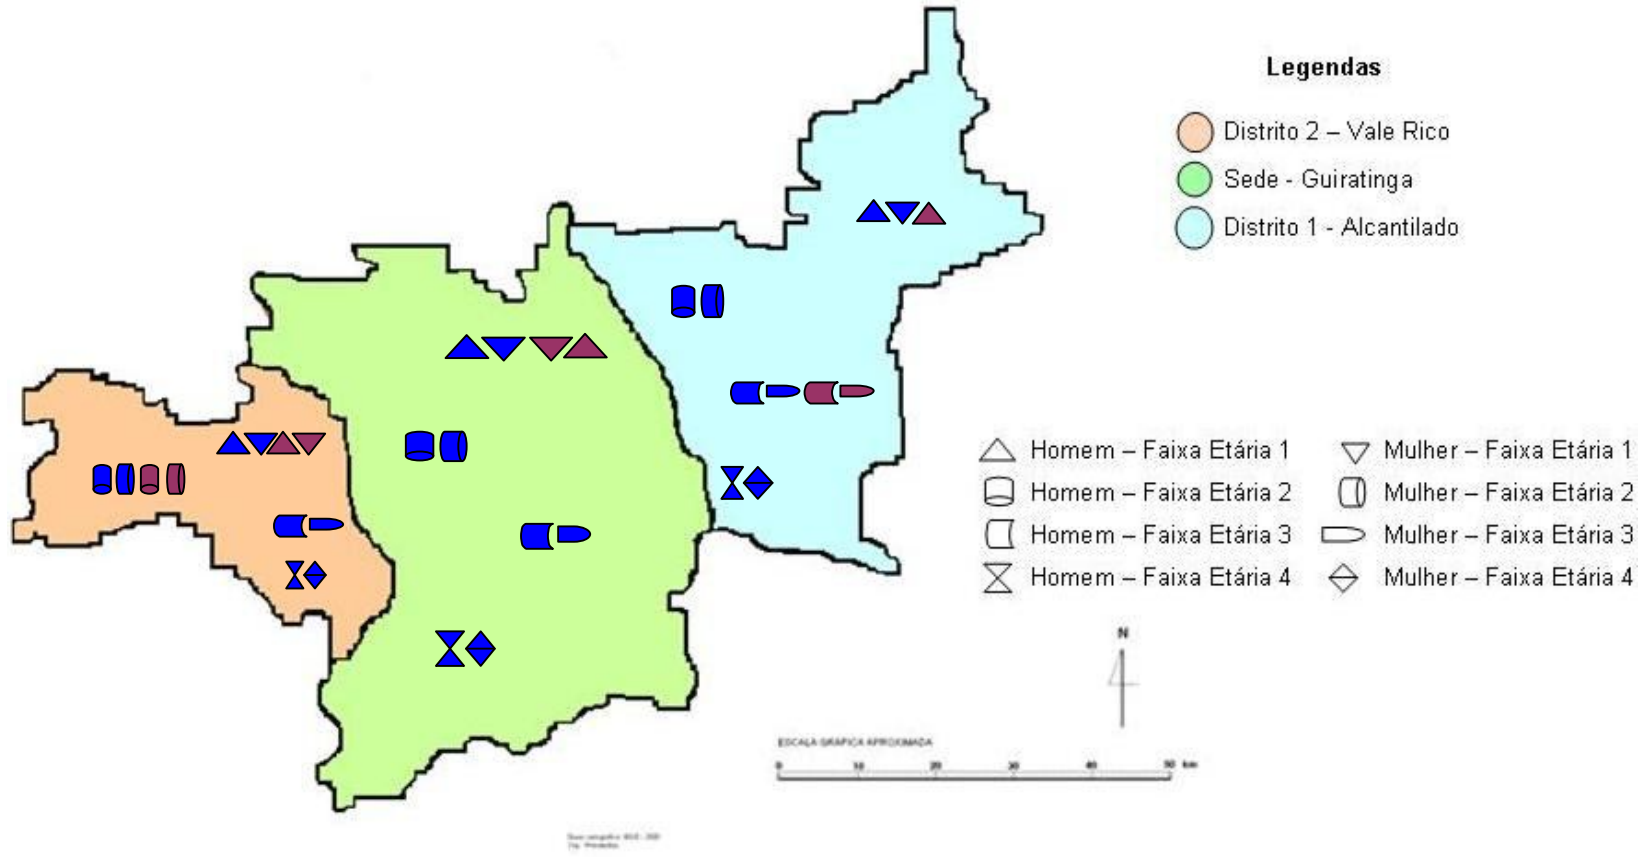 Legendas
Distrito 2 – Vale Rico
Sede - Guiratinga
Distrito 1 - Alcantilado
Homem – Faixa Etária 1
Mulher – Faixa Etária 1
Homem – Faixa Etária 2
Mulher – Faixa Etária 2
Homem – Faixa Etária 3
Mulher – Faixa Etária 3
Homem – Faixa Etária 4
Mulher – Faixa Etária 4
N
ESCALA GRÁFICA APROXIMADA
0 10 20 30 40 50 km